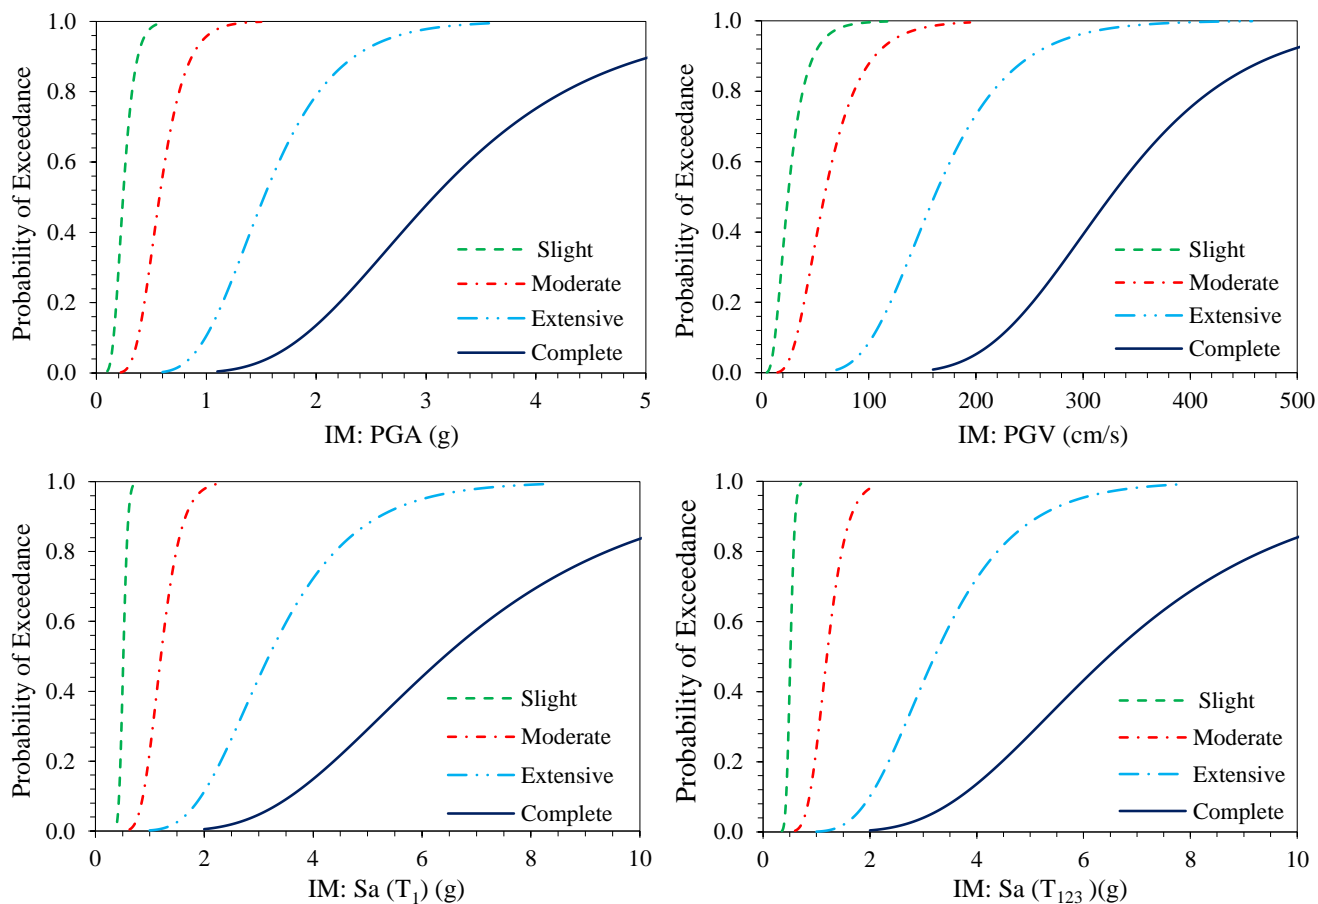 Probability of Exceedance
1.0
0.8
0.6
0.4
0.2
0.0
Slight
Moderate
Extensive
Complete
0 1 2 3 4 5
IM: PGA (g)
Probability of Exceedance
1.0
0.8
0.6
0.4
0.2
0.0
Slight
Moderate
Extensive
Complete
0 100 200 300 400 500
IM: PGV (cm/s)
Probability of Exceedance
1.0
0.8
0.6
0.4
0.2
0.0
Slight
Moderate
Extensive
Complete
0 2 4 6 8 10
IM: Sa (T₁) (g)
Probability of Exceedance
1.0
0.8
0.6
0.4
0.2
0.0
Slight
Moderate
Extensive
Complete
0 2 4 6 8 10
IM: Sa (T₁₂₃ )(g)